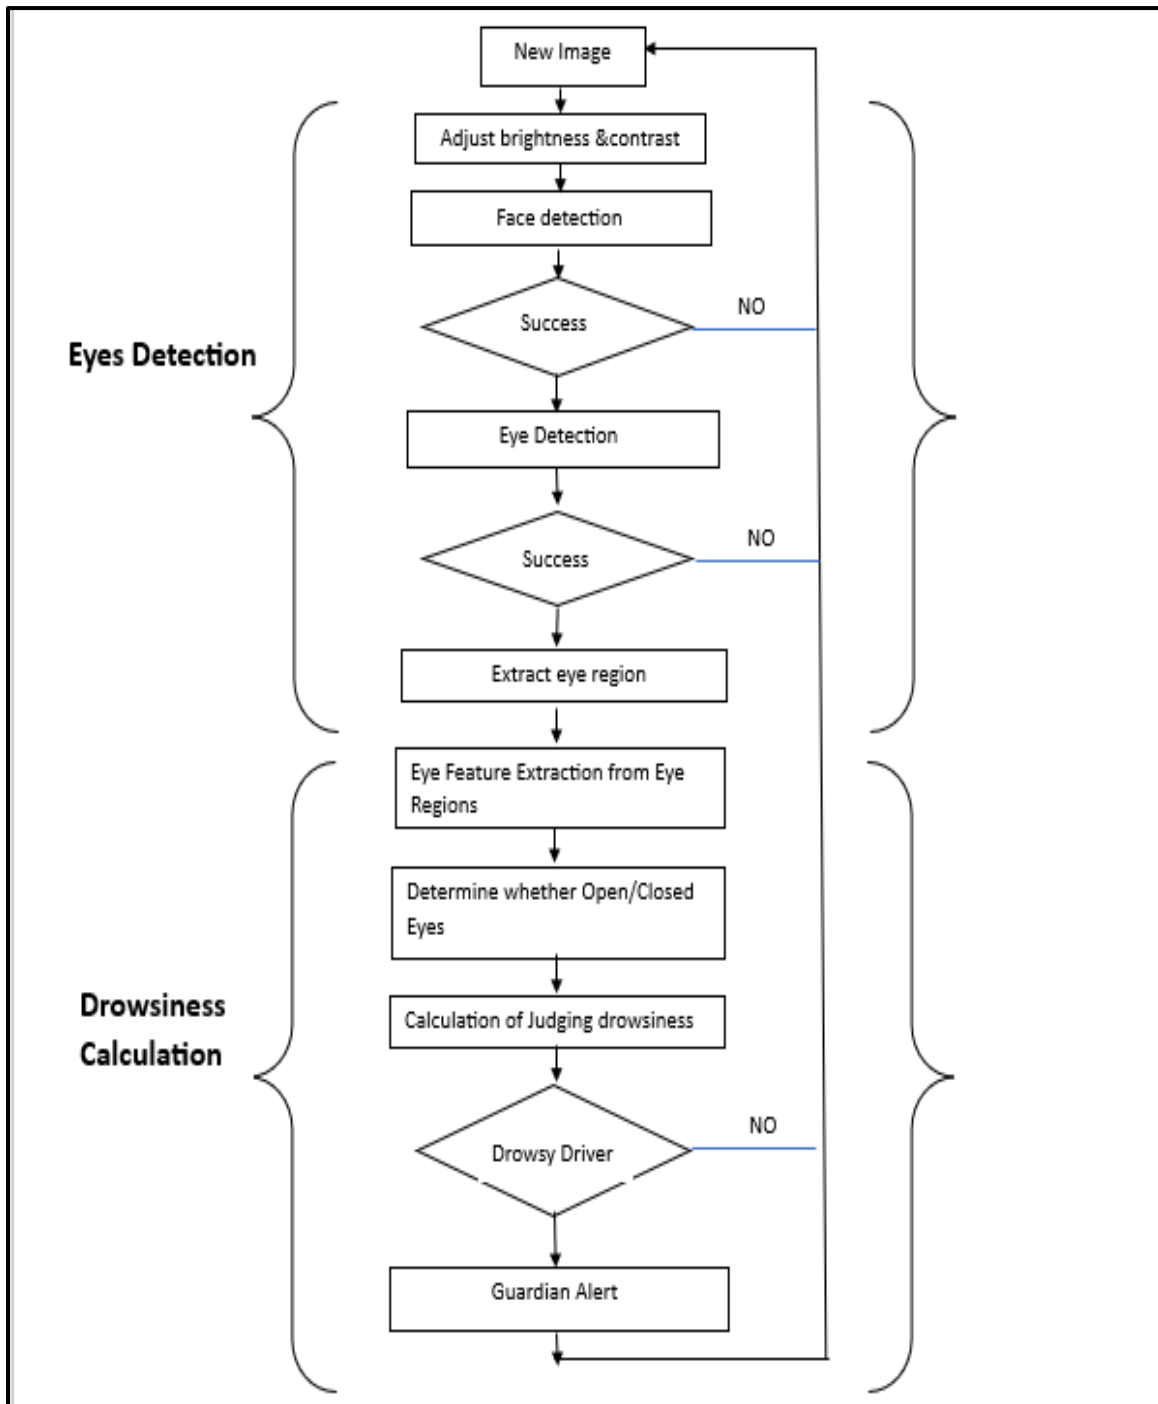 New Image
Adjust brightness &contrast
Face detection
Success
NO
Eyes Detection
Eye Detection
Success
NO
Extract eye region
Eye Feature Extraction from Eye
Regions
Determine whether Open/Closed
Eyes
Drowsiness
Calculation
Calculation of Judging drowsiness
Drowsy Driver
NO
Guardian Alert